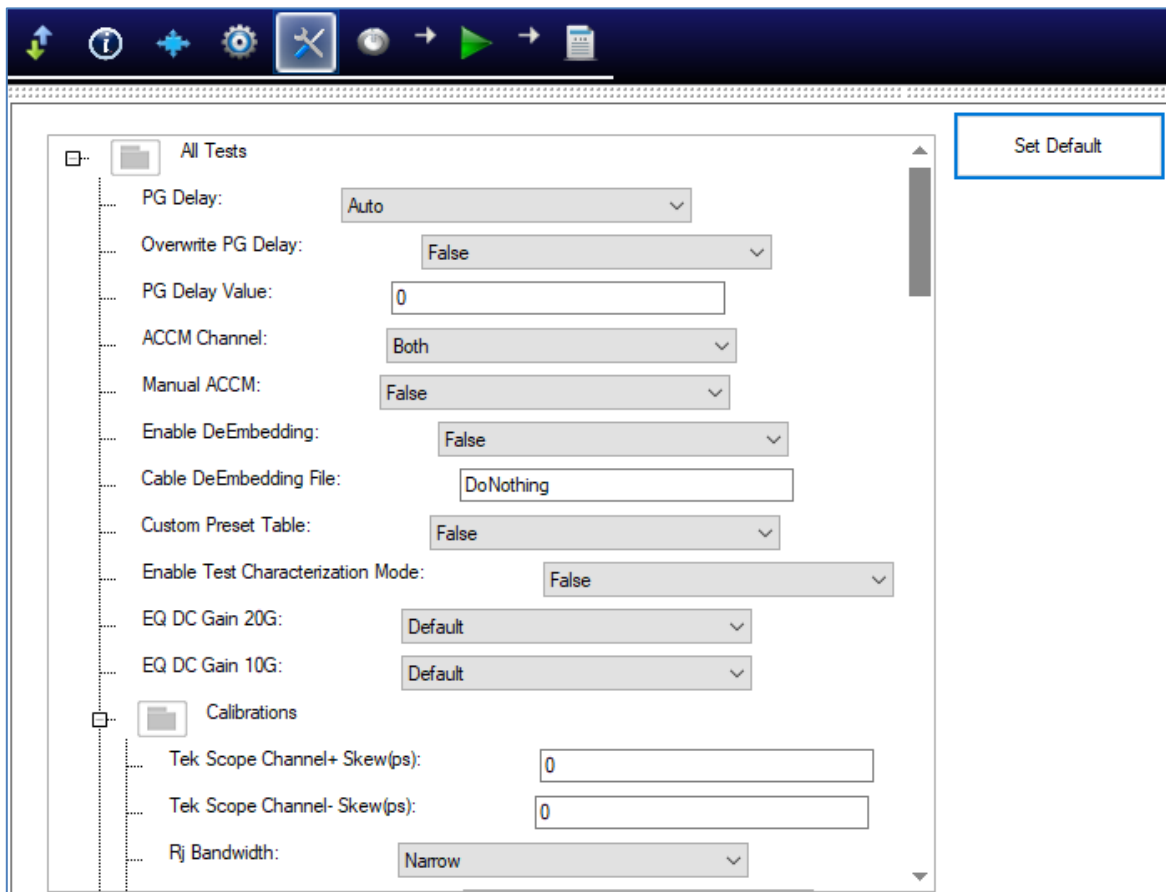 Set Default
All Tests
PG Delay: Auto
Overwrite PG Delay: False
PG Delay Value: 0
ACCM Channel: Both
Manual ACCM: False
Enable DeEmbedding: False
Cable DeEmbedding File: DoNothing
Custom Preset Table: False
Enable Test Characterization Mode: False
EQ DC Gain 20G: Default
EQ DC Gain 10G: Default
Calibrations
Tek Scope Channel+ Skew(ps): 0
Tek Scope Channel- Skew(ps): 0
Rj Bandwidth: Narrow